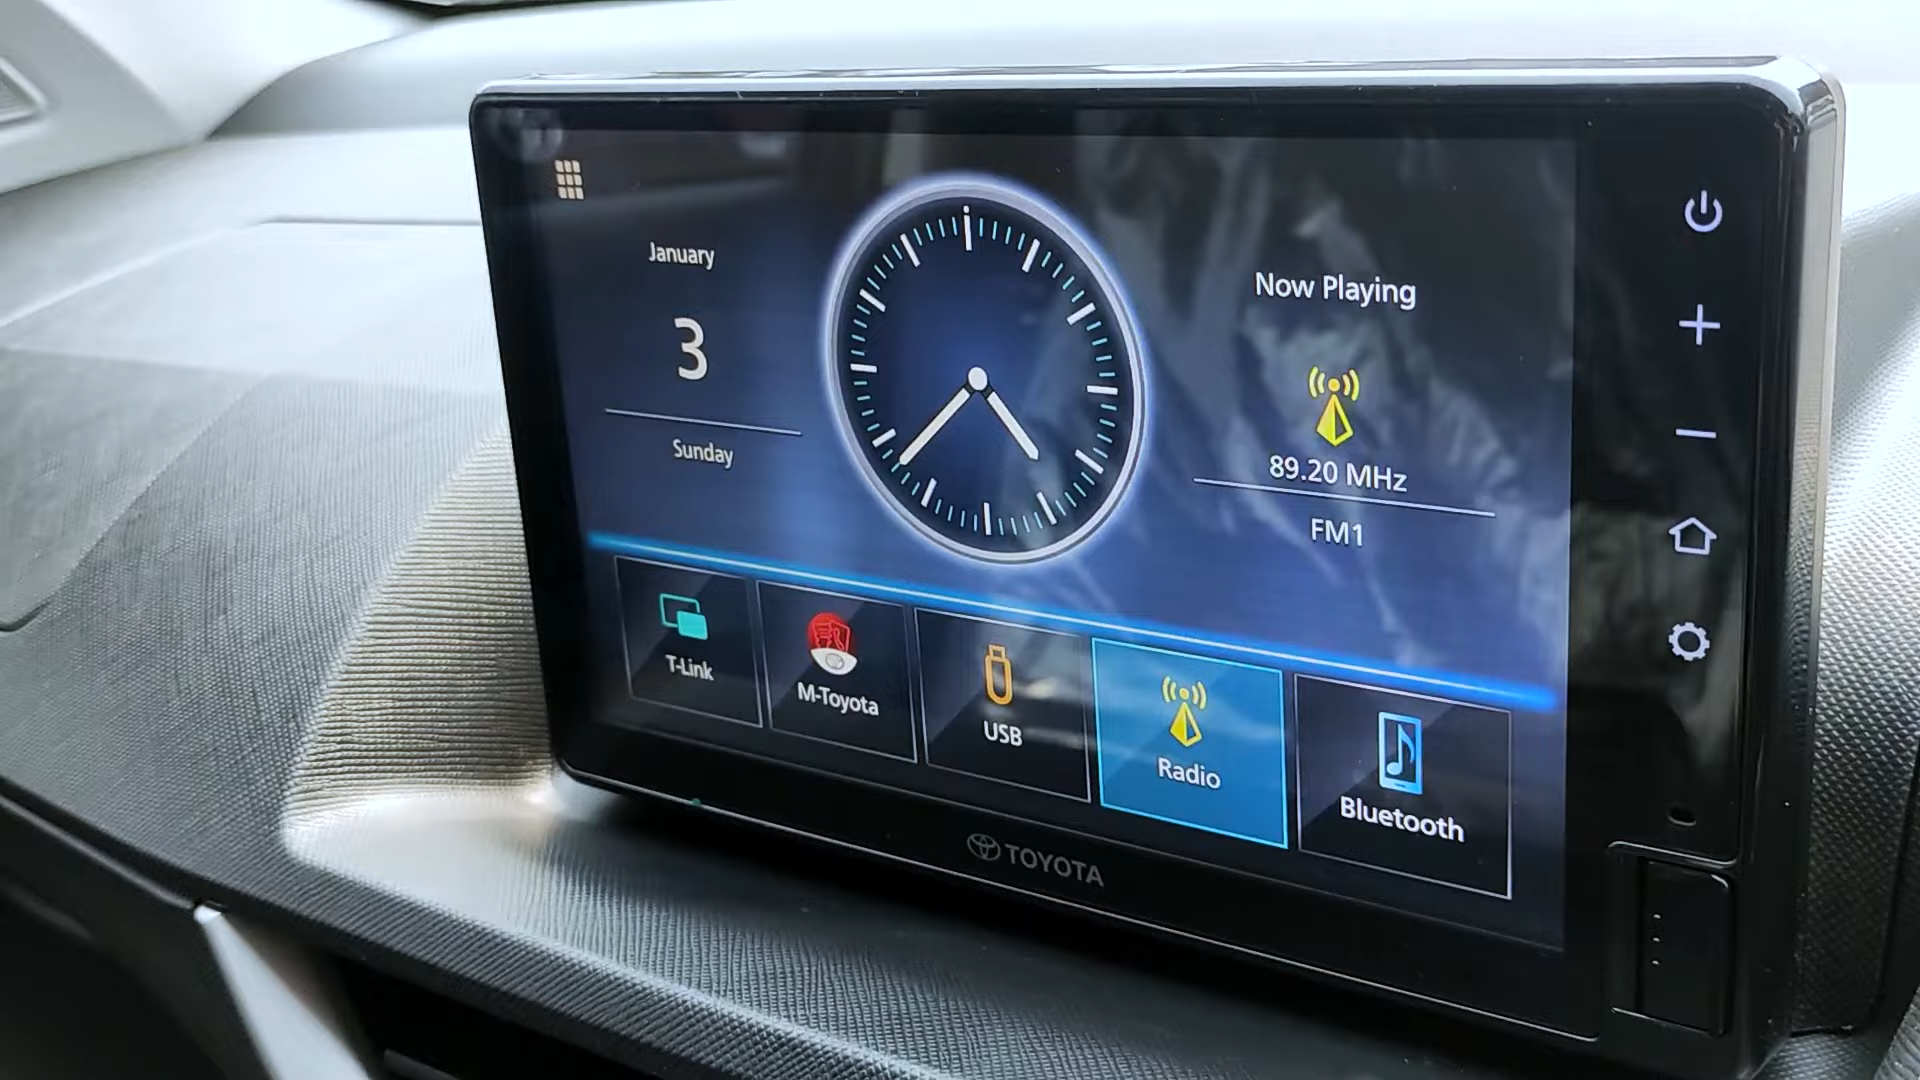 January
3
Sunday
Now Playing
89.20 MHz
FM1
T-Link
M-Toyota
USB
Radio
Bluetooth
TOYOTA